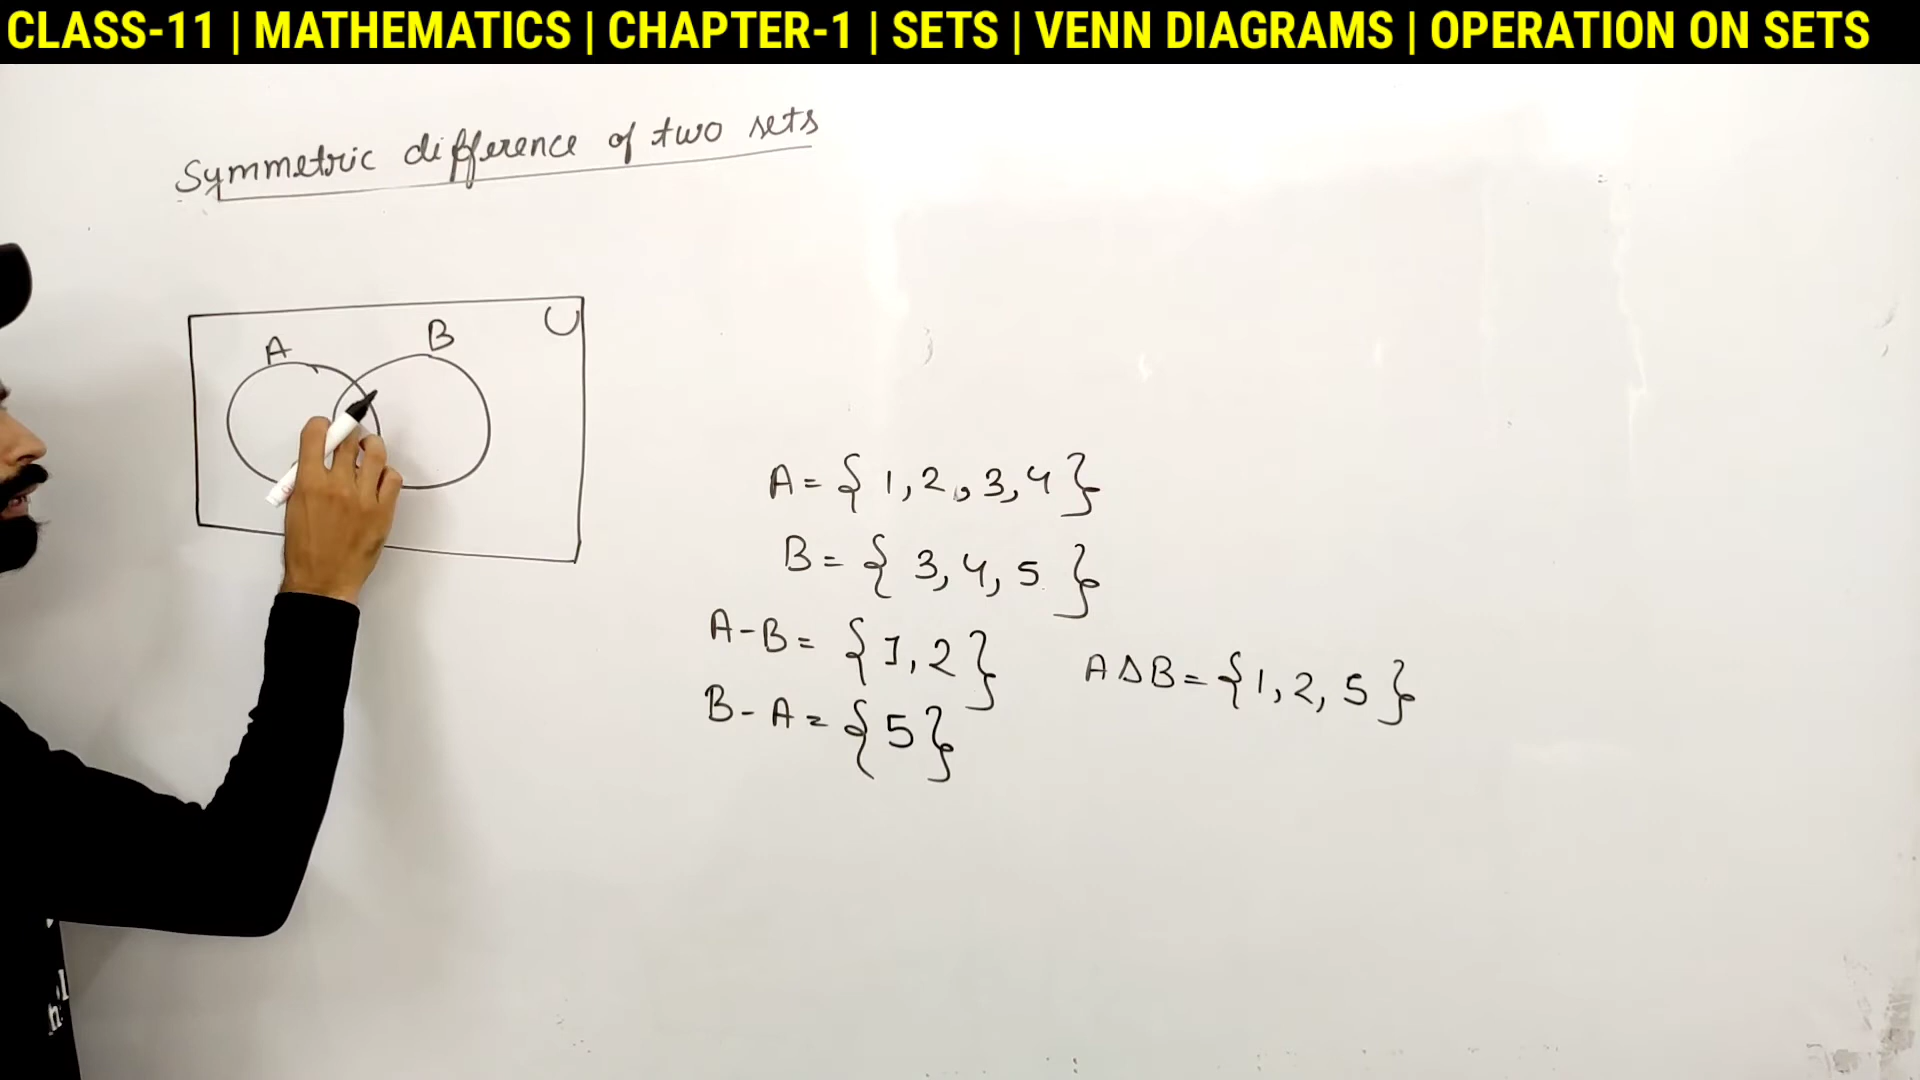 CLASS-11 | MATHEMATICS | CHAPTER-1 | SETS | VENN DIAGRAMS | OPERATION ON SETS
Symmetric difference of two sets
A B U
A = { 1, 2, 3, 4 }
B = { 3, 4, 5 }
A - B = { 1, 2 }
B - A = { 5 }
A Δ B = { 1, 2, 5 }